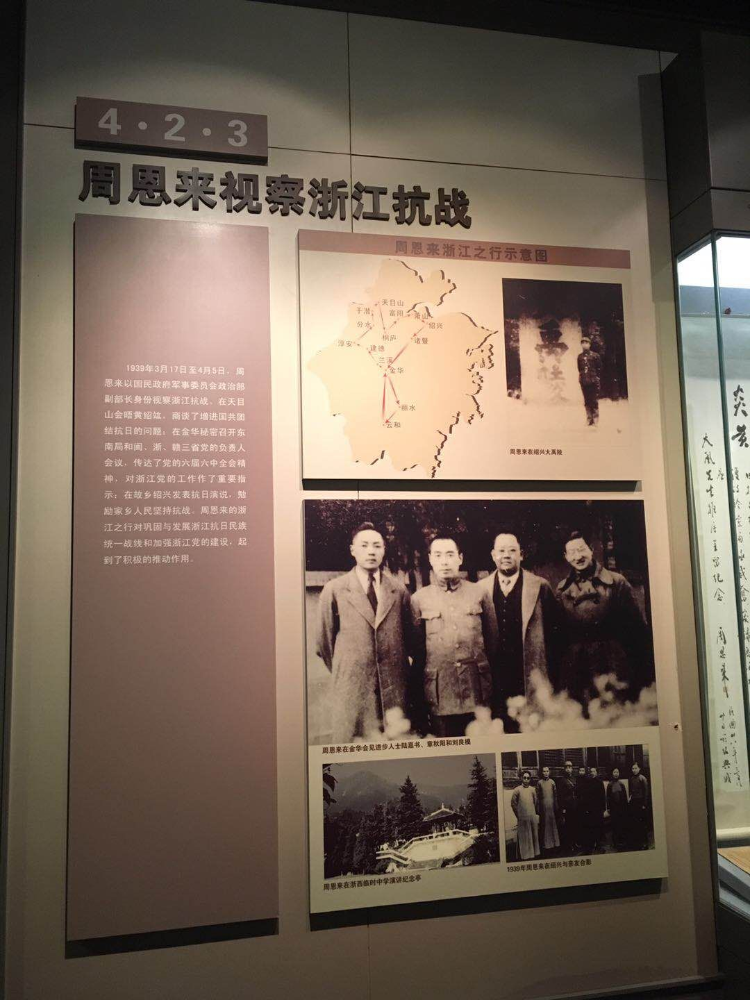 4·2·3
周恩来视察浙江抗战
1939年3月17日至4月5日，周
恩来以国民政府军事委员会政治部
副部长身份视察浙江抗战。在天目
山会晤黄绍竑，商谈了增进国共团
结抗日的问题；在金华秘密召开东
南局和闽、浙、赣三省党的负责人
会议，传达了党的六届六中全会精
神，对浙江党的工作作了重要指
示；在故乡绍兴发表抗日演说，勉
励家乡人民坚持抗战。周恩来的浙
江之行对巩固与发展浙江抗日民族
统一战线和加强浙江党的建设，起
到了积极的推动作用。
周恩来浙江之行示意图
天目山
于潜
富阳
萧山
分水
绍兴
桐庐
诸暨
淳安
建德
兰溪
金华
丽水
云和
周恩来在绍兴大禹陵
周恩来在金华会见进步人士陆嘉书、章秋阳和刘良模
周恩来在浙西临时中学演讲纪念亭
1939年周恩来在绍兴与亲友合影
炎黄
大风先生
纪念
周恩来